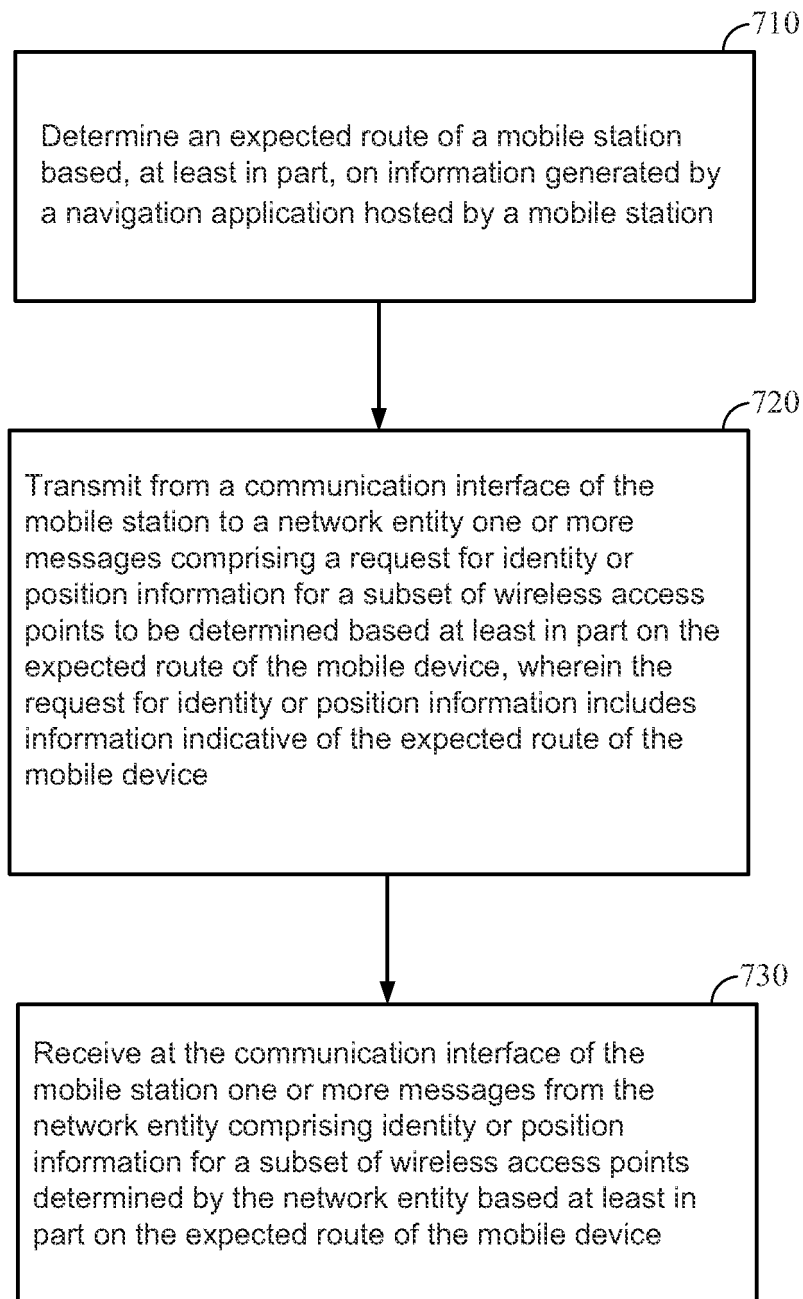 710
Determine an expected route of a mobile station
based, at least in part, on information generated by
a navigation application hosted by a mobile station
720
Transmit from a communication interface of the
mobile station to a network entity one or more
messages comprising a request for identity or
position information for a subset of wireless access
points to be determined based at least in part on the
expected route of the mobile device, wherein the
request for identity or position information includes
information indicative of the expected route of the
mobile device
730
Receive at the communication interface of the
mobile station one or more messages from the
network entity comprising identity or position
information for a subset of wireless access points
determined by the network entity based at least in
part on the expected route of the mobile device